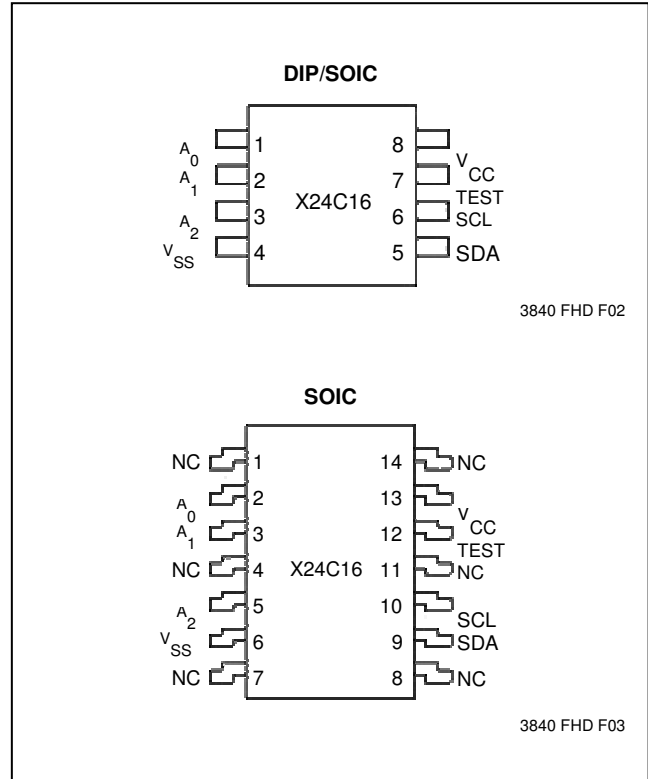 DIP/SOIC
A0 1 8 VCC
A1 2 7 TEST
X24C16
A2 3 6 SCL
VSS 4 5 SDA
3840 FHD F02
SOIC
NC 1 14 NC
A0 2 13 VCC
A1 3 12 TEST
NC 4 X24C16 11 NC
A2 5 10 SCL
VSS 6 9 SDA
NC 7 8 NC
3840 FHD F03